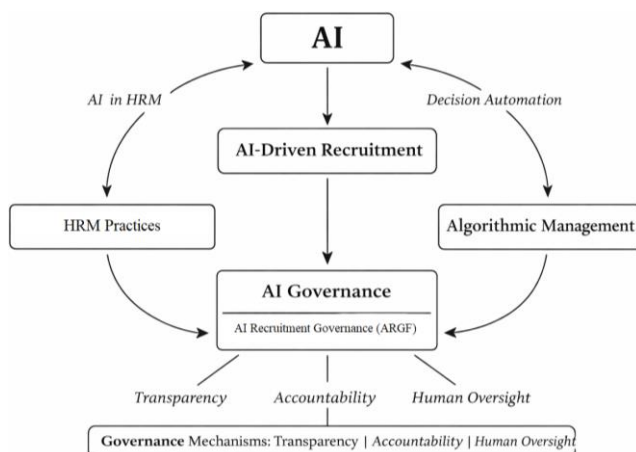 AI
AI in HRM
Decision Automation
AI-Driven Recruitment
HRM Practices
Algorithmic Management
AI Governance
AI Recruitment Governance (ARGF)
Transparency
Accountability
Human Oversight
Governance Mechanisms: Transparency | Accountability | Human Oversight